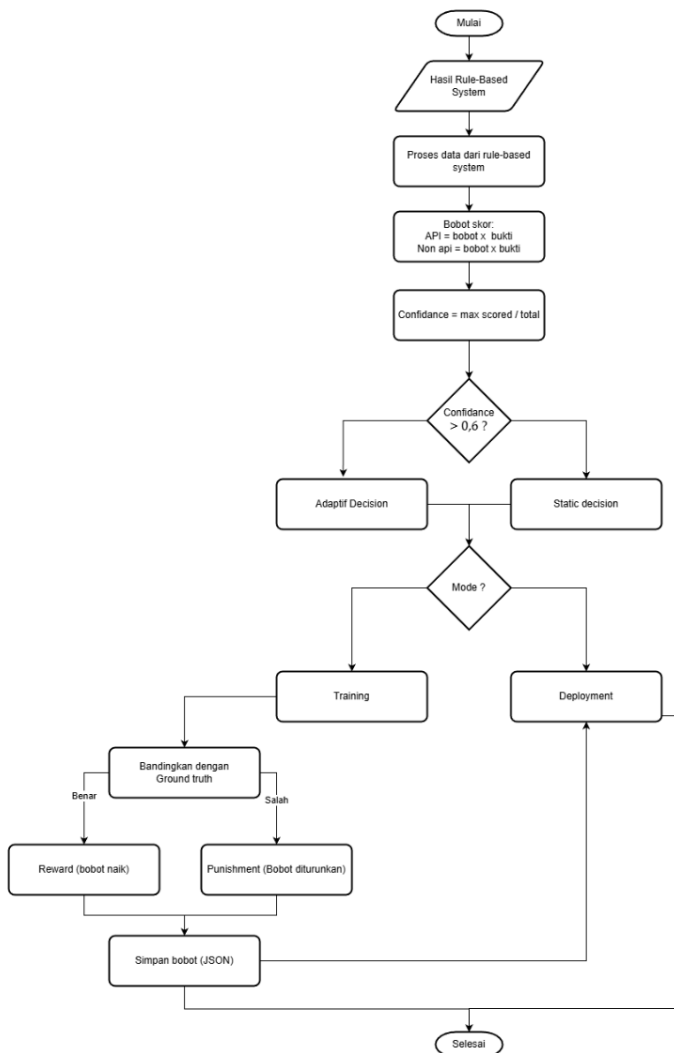 Mulai
Hasil Rule-Based
System
Proses data dari rule-based
system
Bobot skor:
API = bobot x bukti
Non api = bobot x bukti
Confidance = max scored / total
Confidance
> 0,6 ?
Adaptif Decision
Static decision
Mode ?
Training
Deployment
Bandingkan dengan
Ground truth
Benar
Salah
Reward (bobot naik)
Punishment (Bobot diturunkan)
Simpan bobot (JSON)
Selesai